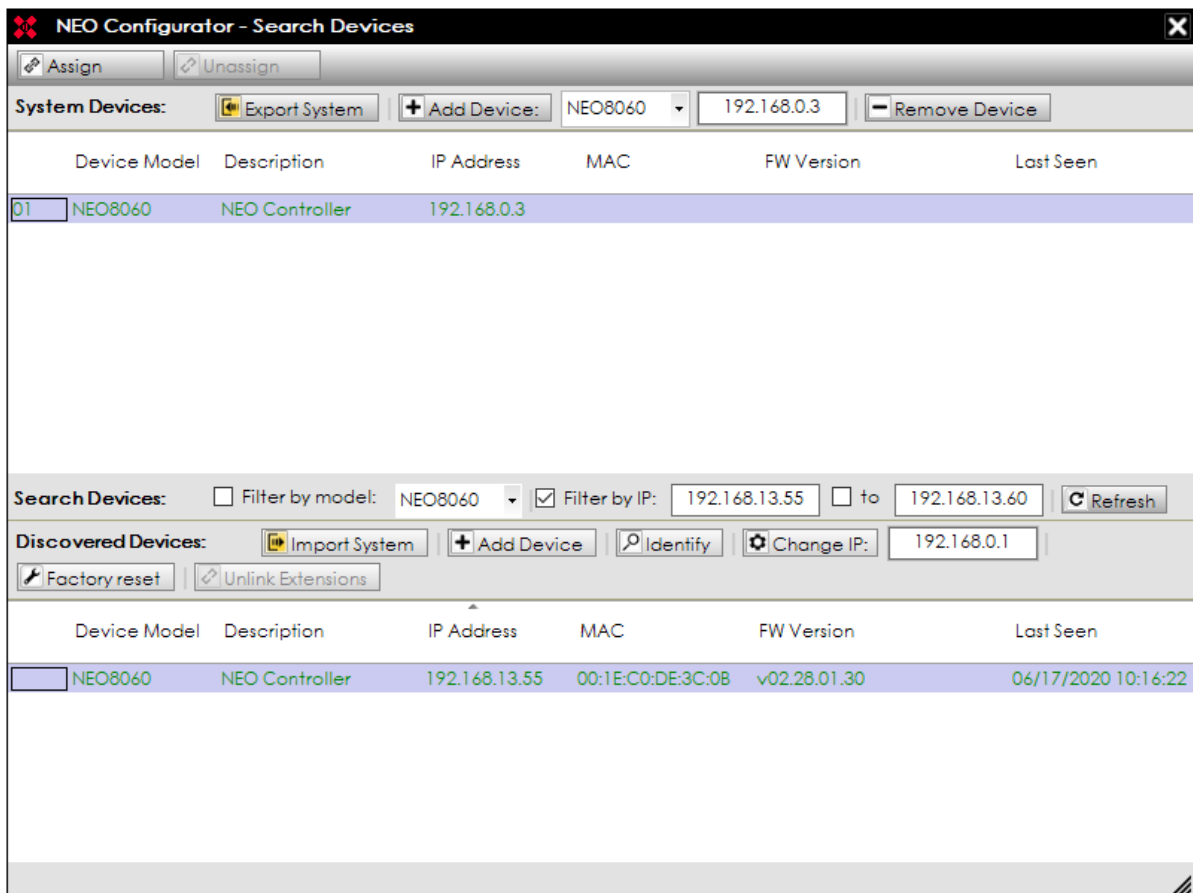 NEO Configurator - Search Devices
Assign Unassign
System Devices: Export System Add Device: NEO8060 192.168.0.3 Remove Device
Device Model Description IP Address MAC FW Version Last Seen
01 NEO8060 NEO Controller 192.168.0.3
Search Devices: Filter by model: NEO8060 Filter by IP: 192.168.13.55 to 192.168.13.60 Refresh
Discovered Devices: Import System Add Device Identify Change IP: 192.168.0.1
Factory reset Unlink Extensions
Device Model Description IP Address MAC FW Version Last Seen
NEO8060 NEO Controller 192.168.13.55 00:1E:C0:DE:3C:0B v02.28.01.30 06/17/2020 10:16:22